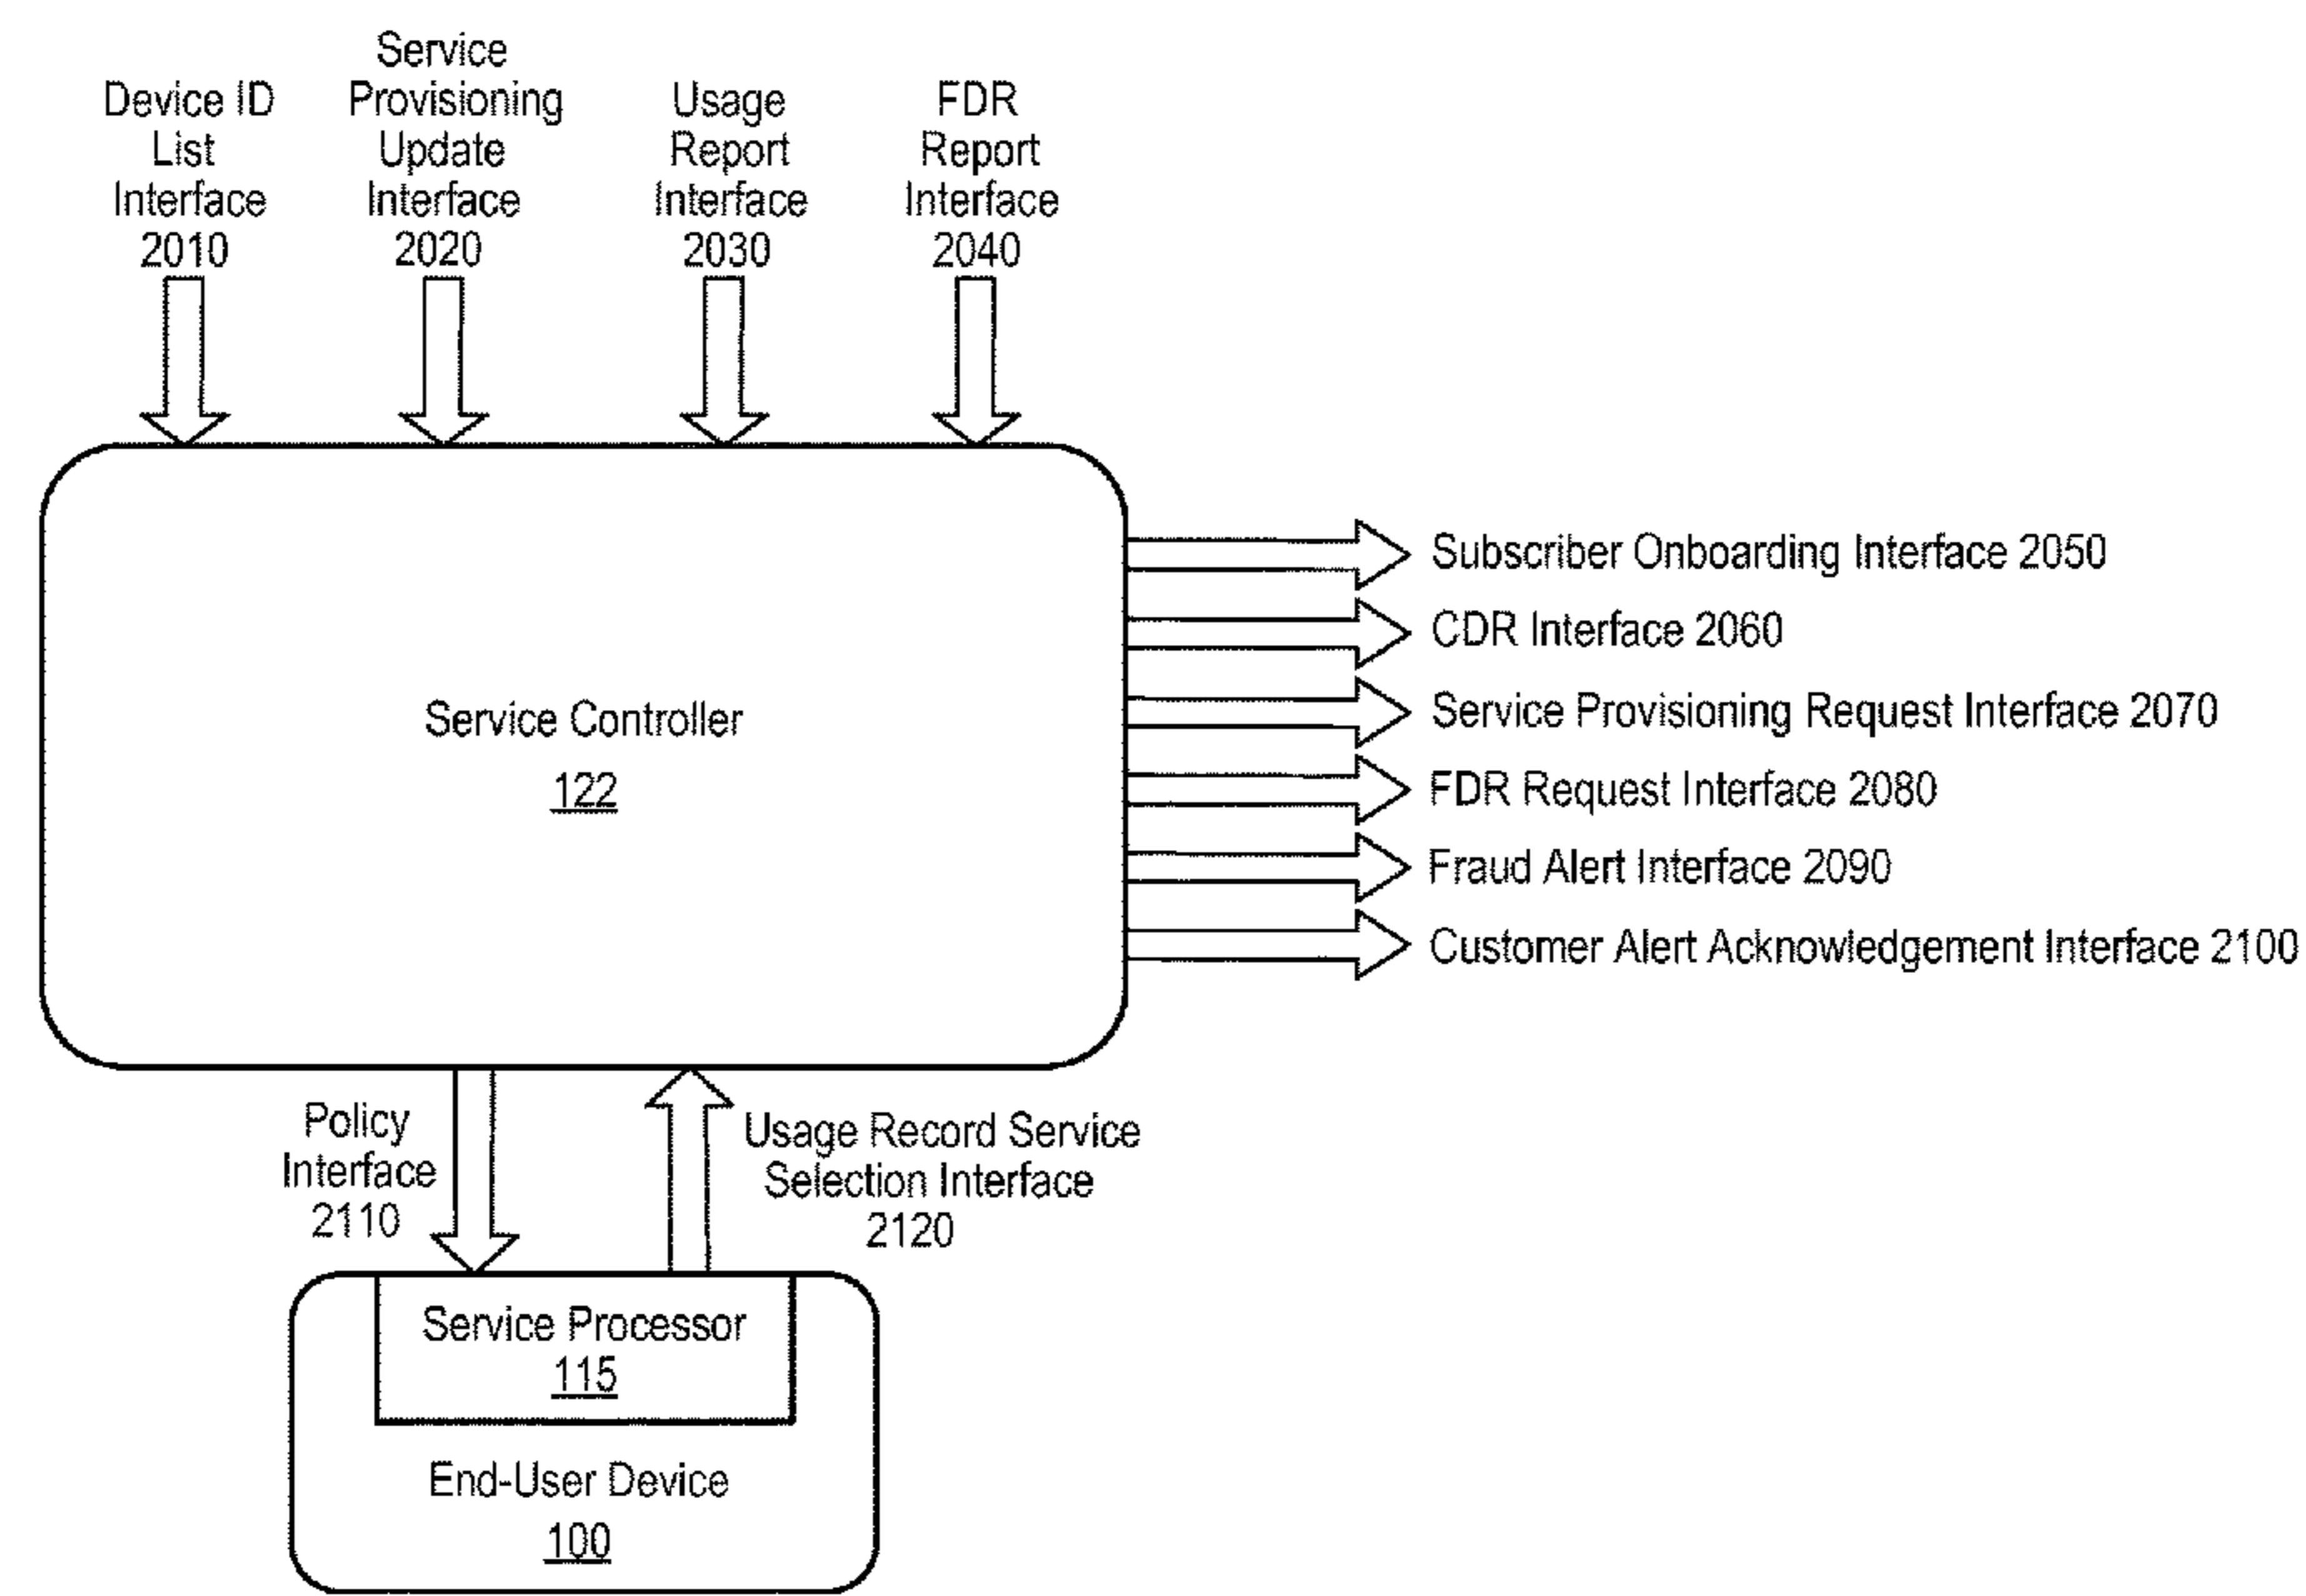 Device ID
List
Interface
2010
Service
Provisioning
Update
Interface
2020
Usage
Report
Interface
2030
FDR
Report
Interface
2040
Service Controller
122
Subscriber Onboarding Interface 2050
CDR Interface 2060
Service Provisioning Request Interface 2070
FDR Request Interface 2080
Fraud Alert Interface 2090
Customer Alert Acknowledgement Interface 2100
Policy
Interface
2110
Usage Record Service
Selection Interface
2120
Service Processor
115
End-User Device
100